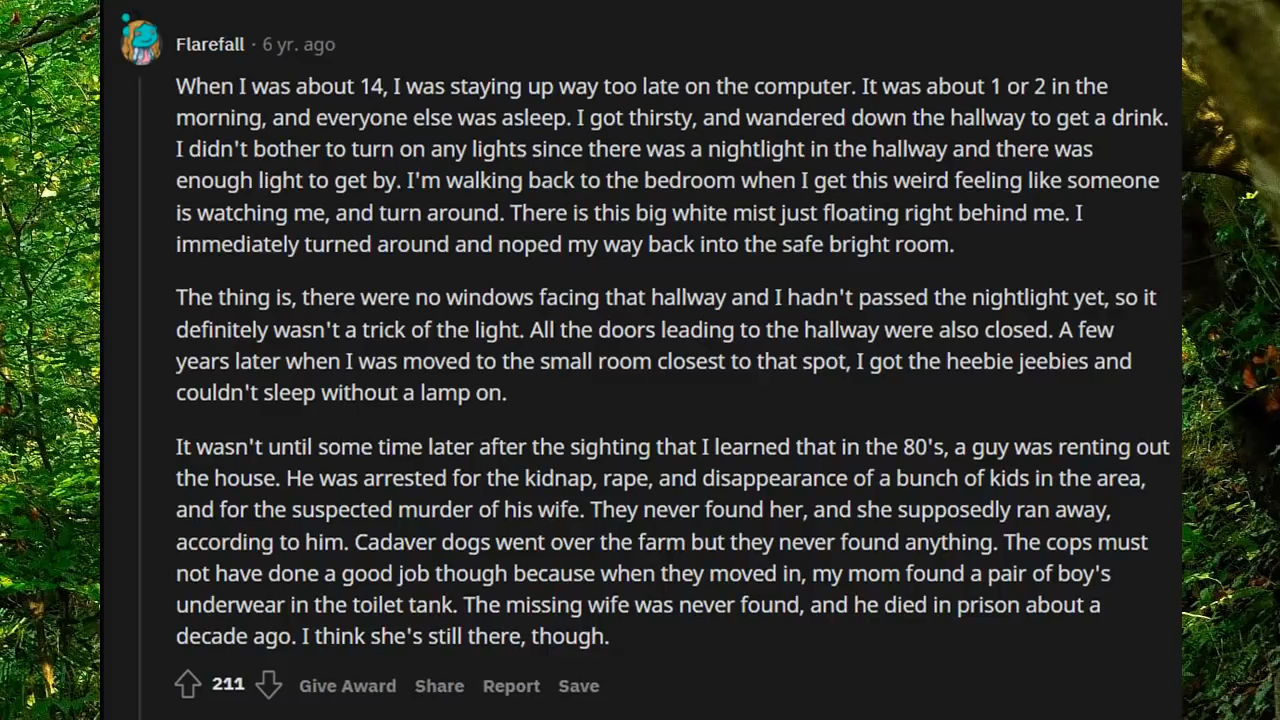 Flarefall · 6 yr. ago
When I was about 14, I was staying up way too late on the computer. It was about 1 or 2 in the
morning, and everyone else was asleep. I got thirsty, and wandered down the hallway to get a drink.
I didn't bother to turn on any lights since there was a nightlight in the hallway and there was
enough light to get by. I'm walking back to the bedroom when I get this weird feeling like someone
is watching me, and turn around. There is this big white mist just floating right behind me. I
immediately turned around and noped my way back into the safe bright room.
The thing is, there were no windows facing that hallway and I hadn't passed the nightlight yet, so it
definitely wasn't a trick of the light. All the doors leading to the hallway were also closed. A few
years later when I was moved to the small room closest to that spot, I got the heebie jeebies and
couldn't sleep without a lamp on.
It wasn't until some time later after the sighting that I learned that in the 80's, a guy was renting out
the house. He was arrested for the kidnap, rape, and disappearance of a bunch of kids in the area,
and for the suspected murder of his wife. They never found her, and she supposedly ran away,
according to him. Cadaver dogs went over the farm but they never found anything. The cops must
not have done a good job though because when they moved in, my mom found a pair of boy's
underwear in the toilet tank. The missing wife was never found, and he died in prison about a
decade ago. I think she's still there, though.
211 Give Award Share Report Save